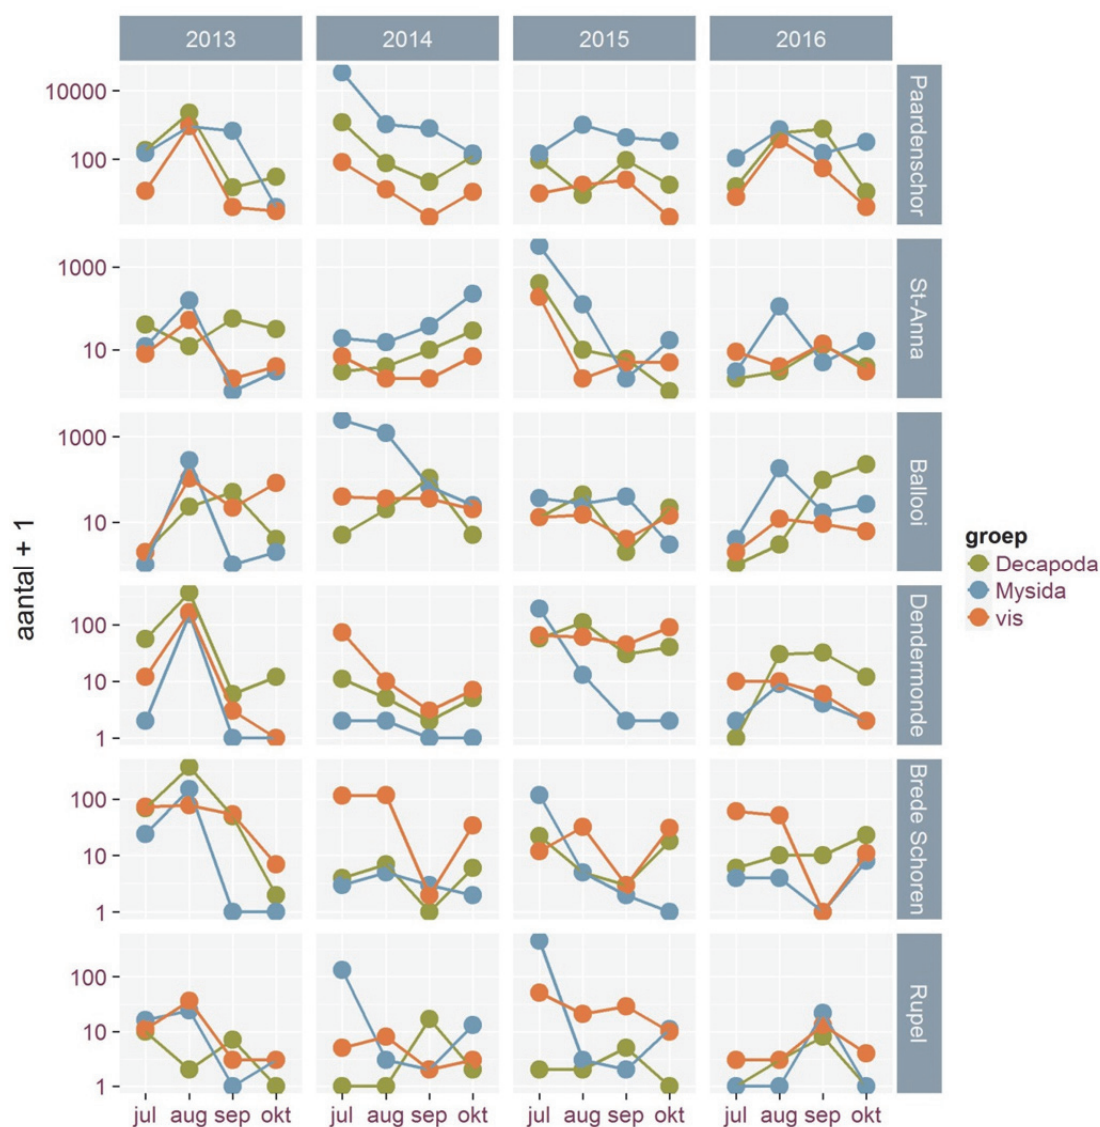 2013 2014 2015 2016
10000
100
Paardenschor
1000
10
St-Anna
1000
10
Ballooi
100
10
1
Dendermonde
100
10
1
Brede Schoren
100
10
1
Rupel
jul aug sep okt jul aug sep okt jul aug sep okt jul aug sep okt
aantal + 1
groep
Decapoda
Mysida
vis